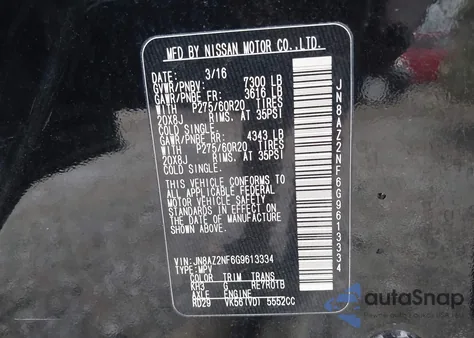 MFD BY NISSAN MOTOR CO.,LTD.
DATE: 3/16
GVWR/PNBV: 7300 LB
GAWR/PNBE FR: 3616 LB
WITH P275/60R20 TIRES
20X8J RIMS, AT 35PSI
COLD SINGLE.
GAWR/PNBE RR: 4343 LB
WITH P275/60R20 TIRES
20X8J RIMS, AT 35PSI
COLD SINGLE.
THIS VEHICLE CONFORMS TO
ALL APPLICABLE FEDERAL
MOTOR VEHICLE SAFETY
STANDARDS IN EFFECT ON
THE DATE OF MANUFACTURE
SHOWN ABOVE.
VIN:JN8AZ2NF6G9613334
TYPE:MPV
COLOR TRIM TRANS
KH3 G RE7R01B
AXLE ENGINE
RD29 VK56(VD) 5552CC
JN8AZ2NF6G9613334
autoSnap